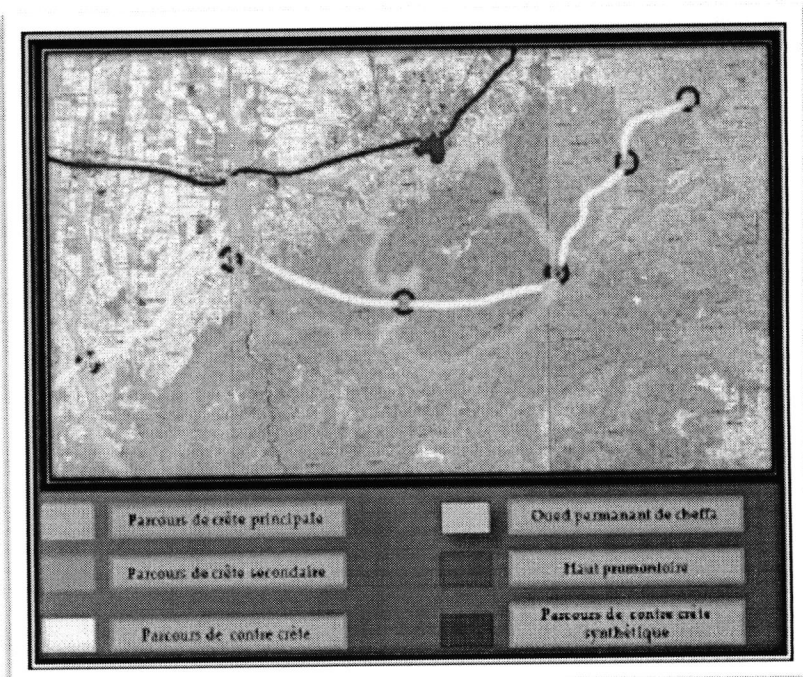 Parcours de crête principale
Oued permanant de cheffa
Parcours de crête secondaire
Haut promontoire
Parcours de contre crête
Parcours de contre crête
synthétique